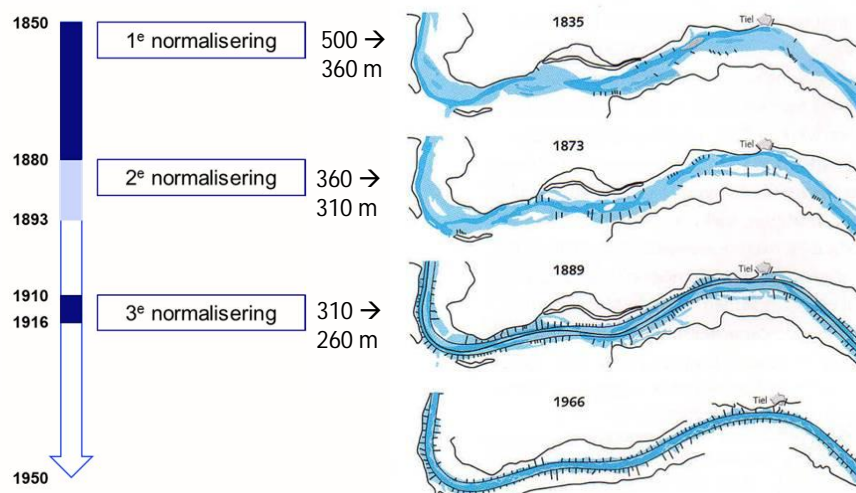 1850
1e normalisering
500 →
360 m
1880
2e normalisering
360 →
310 m
1893
1910
3e normalisering
310 →
260 m
1916
1950
1835
Tiel
1873
Tiel
1889
Tiel
1966
Tiel